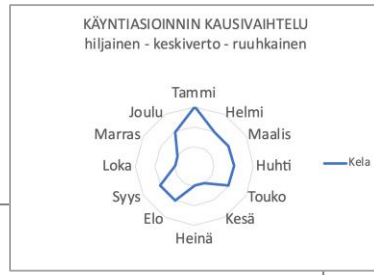 KÄYNTIASIOINNIN KAUSIVAIHTELU
hiljainen - keskiverto - ruuhkainen
Tammi
Helmi
Maalis
Huhti
Touko
Kesä
Heinä
Elo
Syys
Loka
Marras
Joulu
Kela